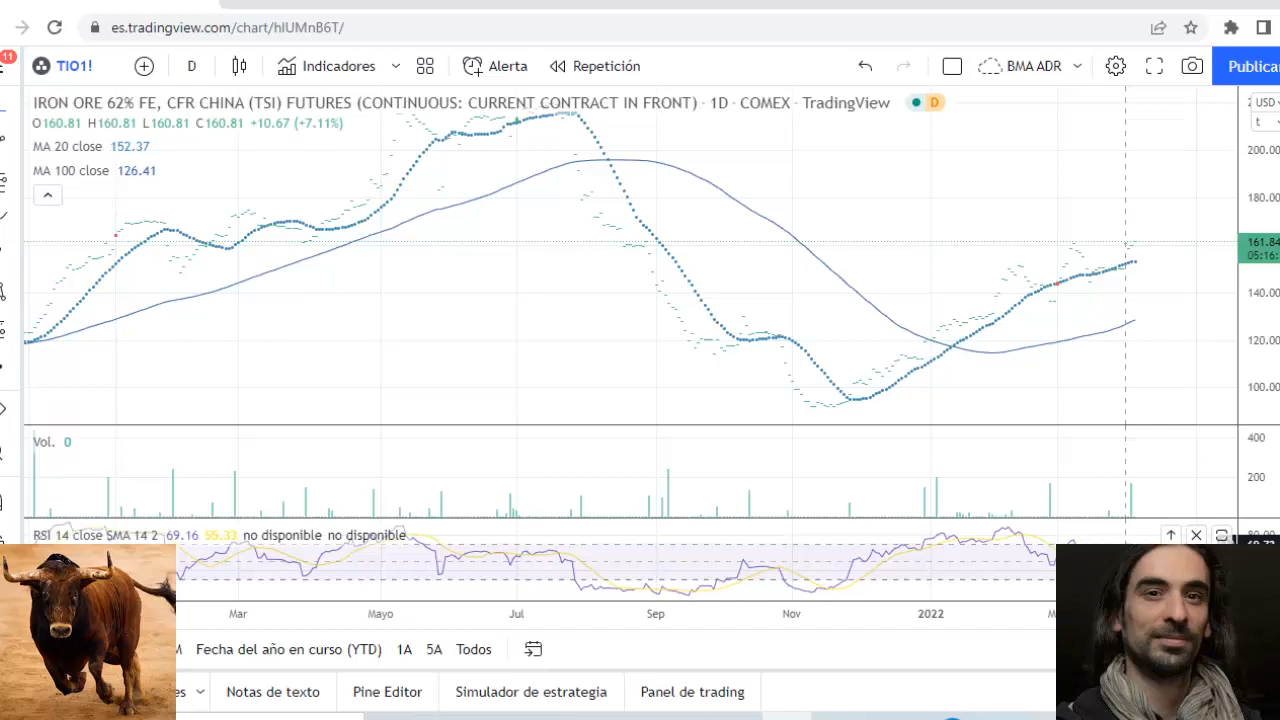 es.tradingview.com/chart/hIUMnB6T/
11
TIO1! D Indicadores Alerta Repetición BMA ADR Publicar
IRON ORE 62% FE, CFR CHINA (TSI) FUTURES (CONTINUOUS: CURRENT CONTRACT IN FRONT) · 1D · COMEX · TradingView D
USD
t
O160.81 H160.81 L160.81 C160.81 +10.67 (+7.11%)
MA 20 close 152.37
MA 100 close 126.41
200.00
180.00
161.84
05:16:
140.00
120.00
100.00
Vol. 0
400
200
RSI 14 close SMA 14 2 69.16 55.33 no disponible no disponible
80.00
Mar Mayo Jul Sep Nov 2022
Fecha del año en curso (YTD) 1A 5A Todos
Notas de texto Pine Editor Simulador de estrategia Panel de trading